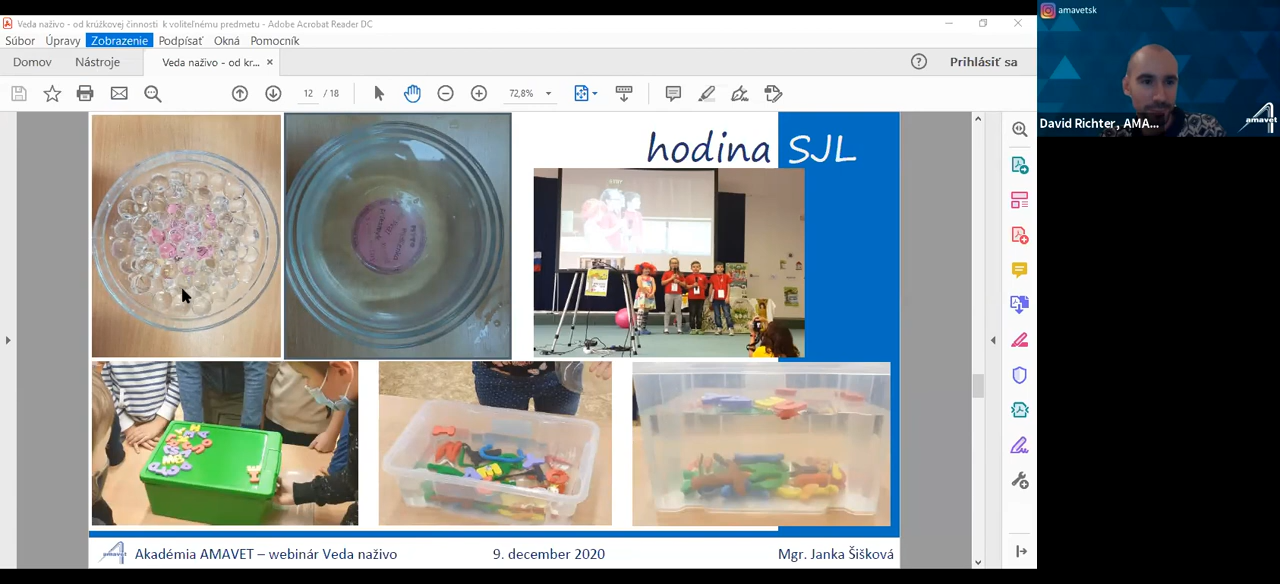 Veda naživo - od krúžkovej činnosti k voliteľnému predmetu - Adobe Acrobat Reader DC
Súbor Úpravy Zobrazenie Podpísať Okná Pomocník
Domov Nástroje Veda naživo - od kr... × Prihlásiť sa
12 / 18 72,8%
hodina SJL
Akadémia AMAVET – webinár Veda naživo 9. december 2020 Mgr. Janka Šišková
amavet
amavetsk
David Richter, AMA...
amavet